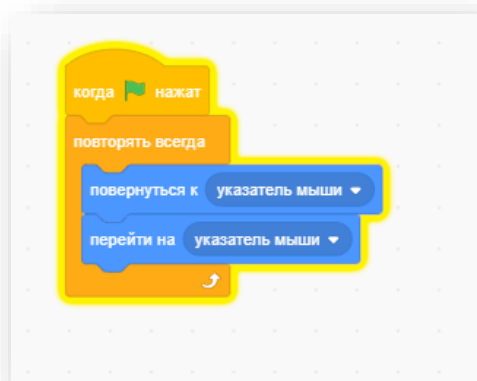 когда нажат
повторять всегда
повернуться к указатель мыши
перейти на указатель мыши